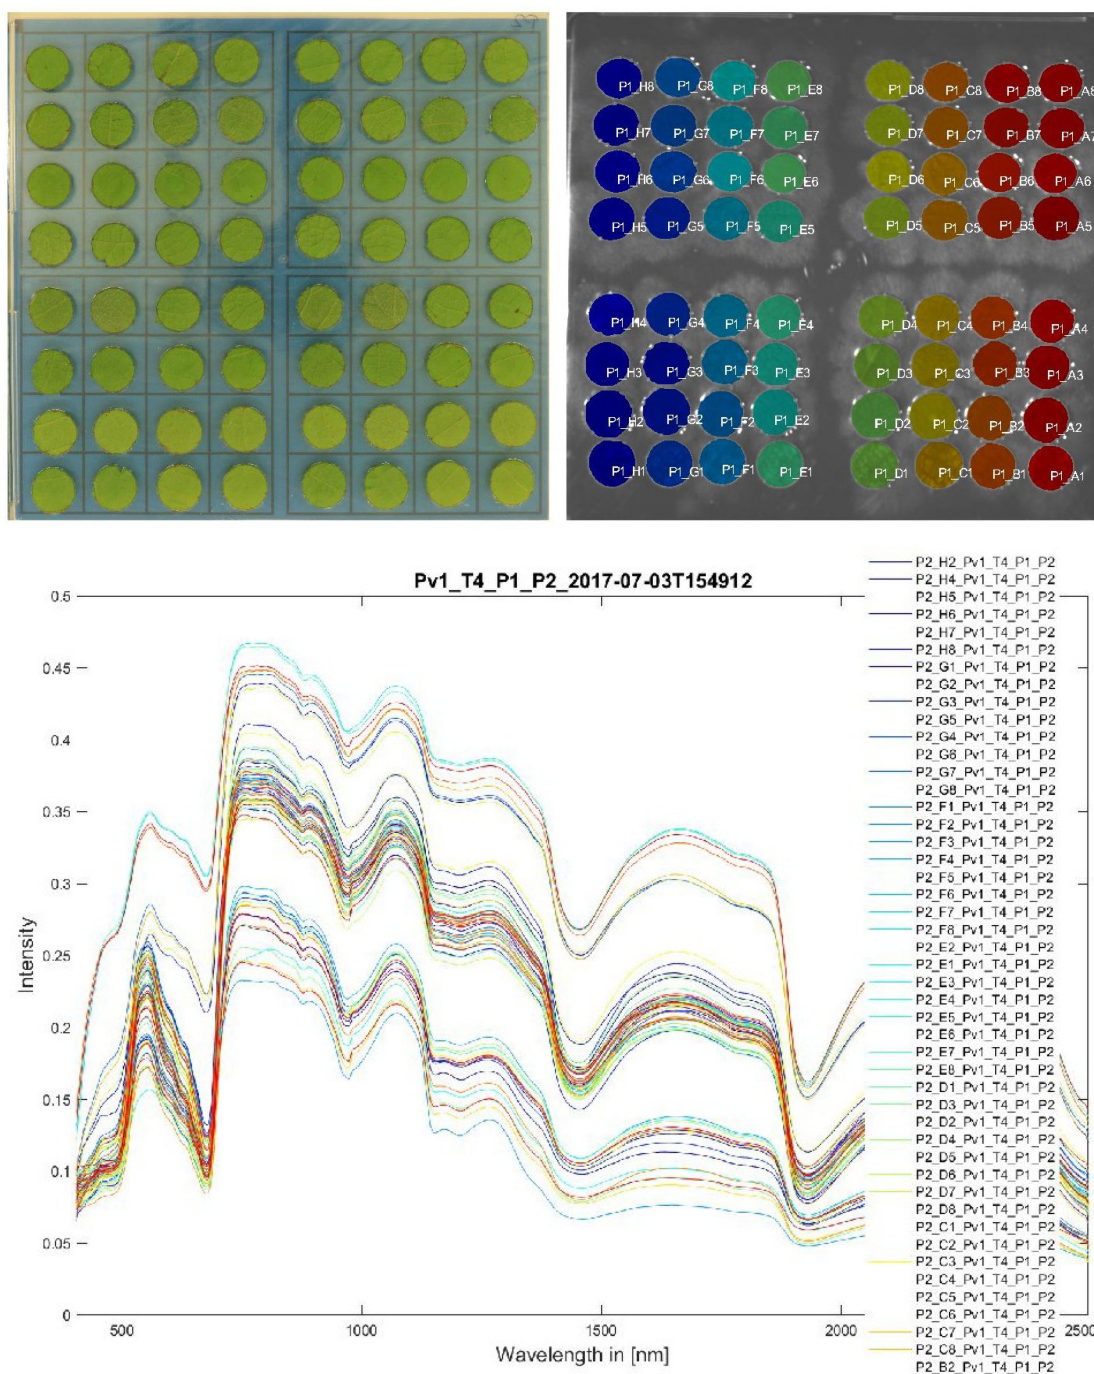 P1_H8 P1_G8 P1_F8 P1_E8 P1_D8 P1_C8 P1_B8 P1_A8
P1_H7 P1_G7 P1_F7 P1_E7 P1_D7 P1_C7 P1_B7 P1_A7
P1_H6 P1_G6 P1_F6 P1_E6 P1_D6 P1_C6 P1_B6 P1_A6
P1_H5 P1_G5 P1_F5 P1_E5 P1_D5 P1_C5 P1_B5 P1_A5
P1_H4 P1_G4 P1_F4 P1_E4 P1_D4 P1_C4 P1_B4 P1_A4
P1_H3 P1_G3 P1_F3 P1_E3 P1_D3 P1_C3 P1_B3 P1_A3
P1_H2 P1_G2 P1_F2 P1_E2 P1_D2 P1_C2 P1_B2 P1_A2
P1_H1 P1_G1 P1_F1 P1_E1 P1_D1 P1_C1 P1_B1 P1_A1
Pv1_T4_P1_P2_2017-07-03T154912
0.5
0.45
0.4
0.35
0.3
0.25
0.2
0.15
0.1
0.05
0
Intensity
500 1000 1500 2000 2500
Wavelength in [nm]
P2_H2_Pv1_T4_P1_P2
P2_H4_Pv1_T4_P1_P2
P2_H5_Pv1_T4_P1_P2
P2_H6_Pv1_T4_P1_P2
P2_H7_Pv1_T4_P1_P2
P2_H8_Pv1_T4_P1_P2
P2_G1_Pv1_T4_P1_P2
P2_G2_Pv1_T4_P1_P2
P2_G3_Pv1_T4_P1_P2
P2_G5_Pv1_T4_P1_P2
P2_G4_Pv1_T4_P1_P2
P2_G6_Pv1_T4_P1_P2
P2_G7_Pv1_T4_P1_P2
P2_G8_Pv1_T4_P1_P2
P2_F1_Pv1_T4_P1_P2
P2_F2_Pv1_T4_P1_P2
P2_F3_Pv1_T4_P1_P2
P2_F4_Pv1_T4_P1_P2
P2_F5_Pv1_T4_P1_P2
P2_F6_Pv1_T4_P1_P2
P2_F7_Pv1_T4_P1_P2
P2_F8_Pv1_T4_P1_P2
P2_E2_Pv1_T4_P1_P2
P2_E1_Pv1_T4_P1_P2
P2_E3_Pv1_T4_P1_P2
P2_E4_Pv1_T4_P1_P2
P2_E5_Pv1_T4_P1_P2
P2_E6_Pv1_T4_P1_P2
P2_E7_Pv1_T4_P1_P2
P2_E8_Pv1_T4_P1_P2
P2_D1_Pv1_T4_P1_P2
P2_D3_Pv1_T4_P1_P2
P2_D2_Pv1_T4_P1_P2
P2_D4_Pv1_T4_P1_P2
P2_D5_Pv1_T4_P1_P2
P2_D6_Pv1_T4_P1_P2
P2_D7_Pv1_T4_P1_P2
P2_D8_Pv1_T4_P1_P2
P2_C1_Pv1_T4_P1_P2
P2_C2_Pv1_T4_P1_P2
P2_C3_Pv1_T4_P1_P2
P2_C4_Pv1_T4_P1_P2
P2_C5_Pv1_T4_P1_P2
P2_C6_Pv1_T4_P1_P2
P2_C7_Pv1_T4_P1_P2
P2_C8_Pv1_T4_P1_P2
P2_B2_Pv1_T4_P1_P2